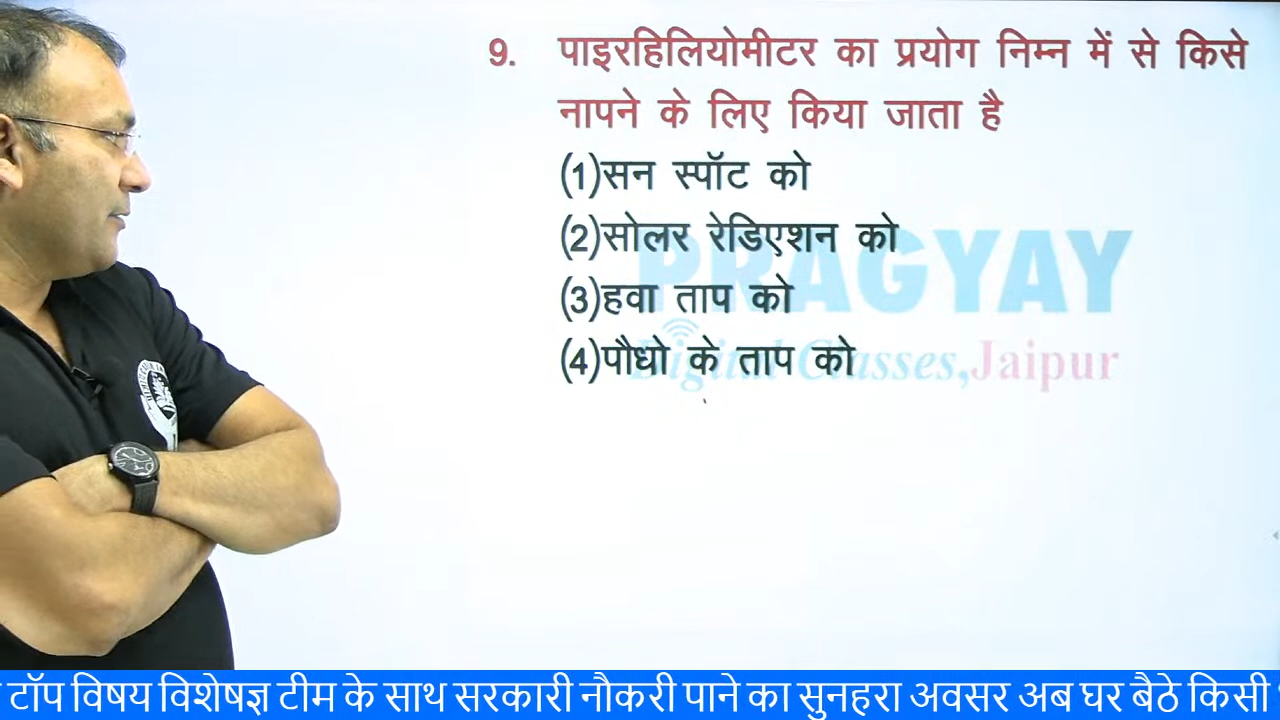 9. पाइरहिलियोमीटर का प्रयोग निम्न में से किसे
नापने के लिए किया जाता है
(1)सन स्पॉट को
(2)सोलर रेडिएशन को
(3)हवा ताप को
(4)पौधो के ताप को
PRAGYAY
Digital Classes,Jaipur
टॉप विषय विशेषज्ञ टीम के साथ सरकारी नौकरी पाने का सुनहरा अवसर अब घर बैठे किसी